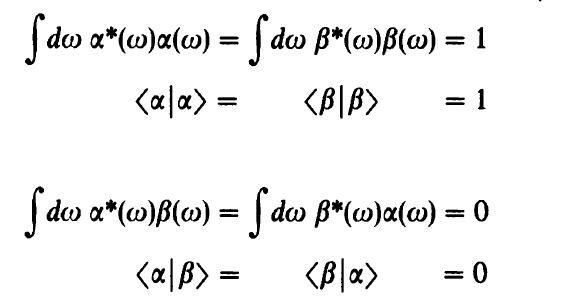 ∫dω α*(ω)α(ω) = ∫dω β*(ω)β(ω) = 1
⟨α|α⟩ = ⟨β|β⟩ = 1
∫dω α*(ω)β(ω) = ∫dω β*(ω)α(ω) = 0
⟨α|β⟩ = ⟨β|α⟩ = 0